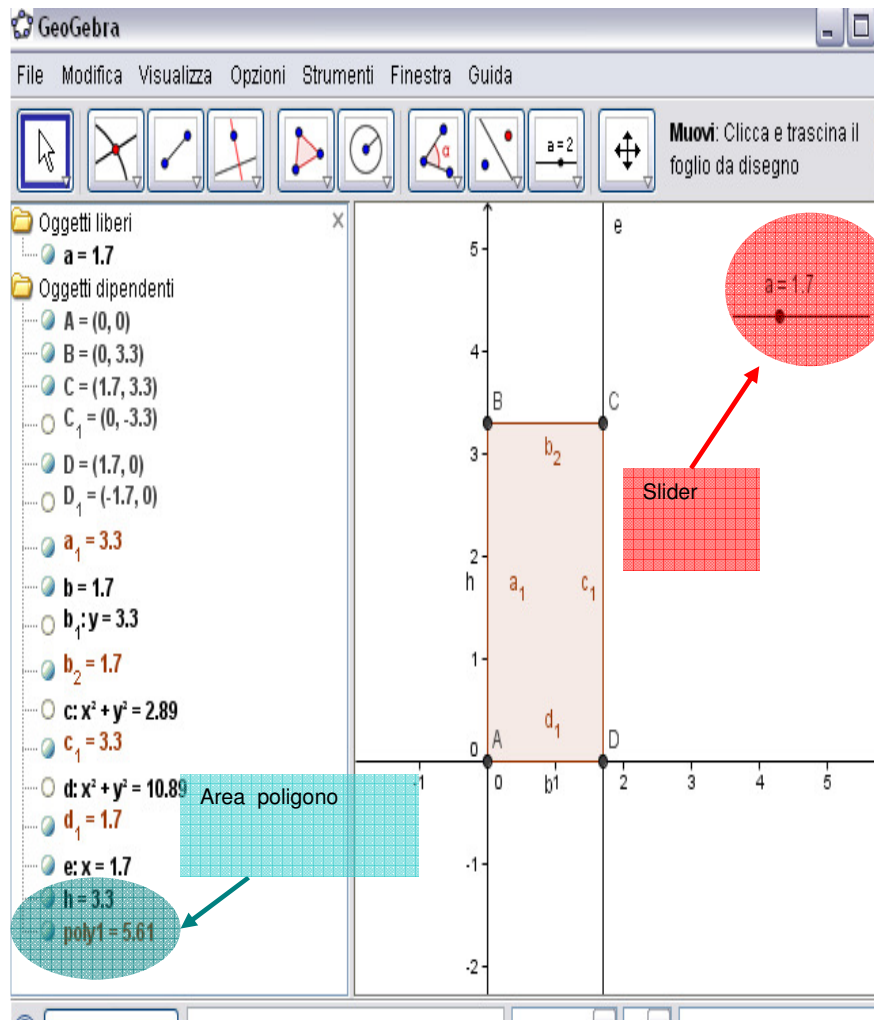 GeoGebra
File Modifica Visualizza Opzioni Strumenti Finestra Guida
a = 2
α
Muovi: Clicca e trascina il
foglio da disegno
Oggetti liberi
a = 1.7
Oggetti dipendenti
A = (0, 0)
B = (0, 3.3)
C = (1.7, 3.3)
C₁ = (0, -3.3)
D = (1.7, 0)
D₁ = (-1.7, 0)
a₁ = 3.3
b = 1.7
b₁: y = 3.3
b₂ = 1.7
c: x² + y² = 2.89
c₁ = 3.3
d: x² + y² = 10.89
d₁ = 1.7
e: x = 1.7
h = 3.3
poly1 = 5.61
Area poligono
e
5
a = 1.7
4
B C
b₂
3
Slider
2
h a₁ c₁
1
d₁
0 A D
-1 0 b 1 2 3 4 5
-1
-2